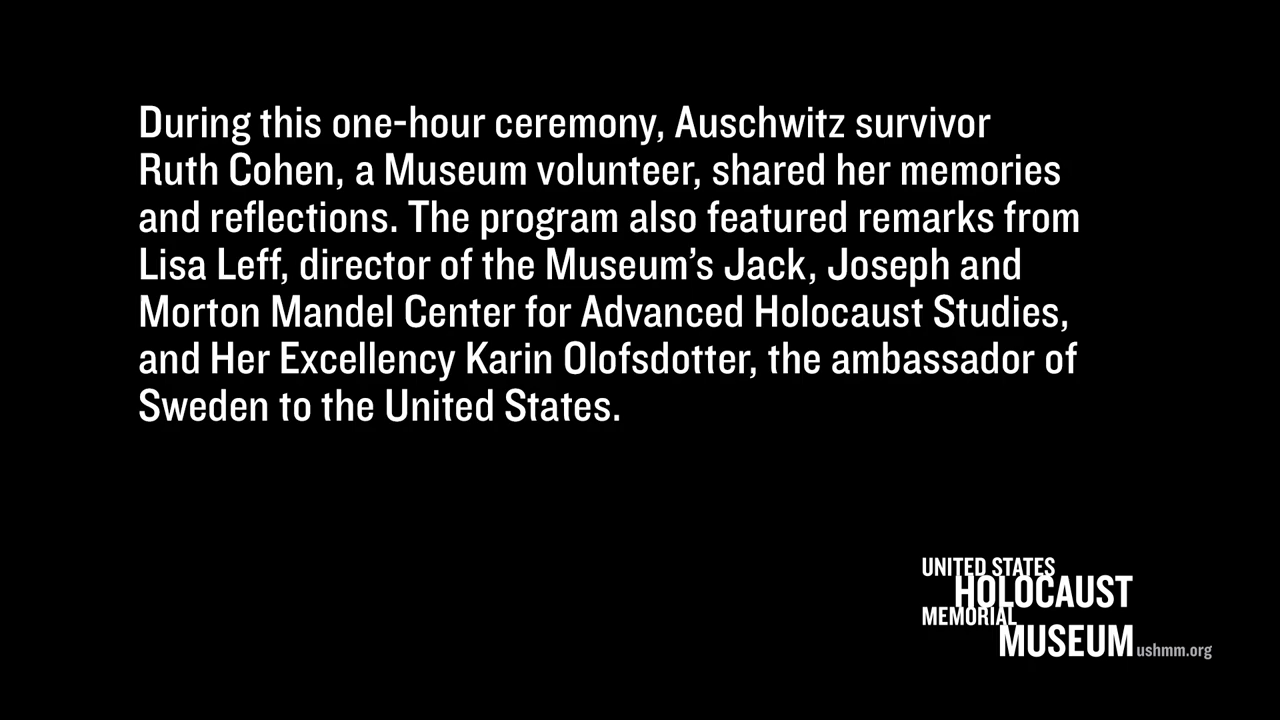 During this one-hour ceremony, Auschwitz survivor
Ruth Cohen, a Museum volunteer, shared her memories
and reflections. The program also featured remarks from
Lisa Leff, director of the Museum’s Jack, Joseph and
Morton Mandel Center for Advanced Holocaust Studies,
and Her Excellency Karin Olofsdotter, the ambassador of
Sweden to the United States.
UNITED STATES
HOLOCAUST
MEMORIAL
MUSEUM ushmm.org